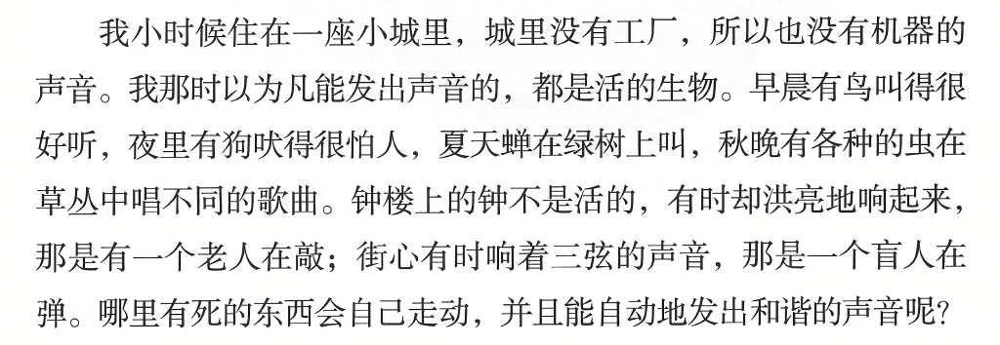 我小时候住在一座小城里，城里没有工厂，所以也没有机器的
声音。我那时以为凡能发出声音的，都是活的生物。早晨有鸟叫得很
好听，夜里有狗吠得很怕人，夏天蝉在绿树上叫，秋晚有各种的虫在
草丛中唱不同的歌曲。钟楼上的钟不是活的，有时却洪亮地响起来，
那是有一个老人在敲；街心有时响着三弦的声音，那是一个盲人在
弹。哪里有死的东西会自己走动，并且能自动地发出和谐的声音呢？